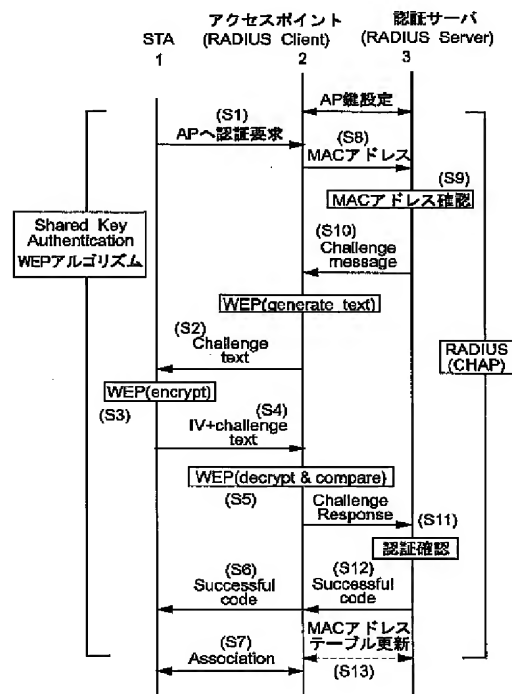 アクセスポイント
認証サーバ
STA
(RADIUS Client)
(RADIUS Server)
1
2
3
AP鍵設定
(S1)
APへ認証要求
(S8)
MACアドレス
(S9)
MACアドレス確認
Shared Key
Authentication
WEPアルゴリズム
(S10)
Challenge
message
WEP(generate text)
(S2)
Challenge
text
RADIUS
(CHAP)
WEP(encrypt)
(S3)
(S4)
IV+challenge
text
WEP(decrypt & compare)
(S5)
Challenge
Response
(S11)
認証確認
(S6)
Successful
code
(S12)
Successful
code
(S7)
Association
MACアドレス
テーブル更新
(S13)